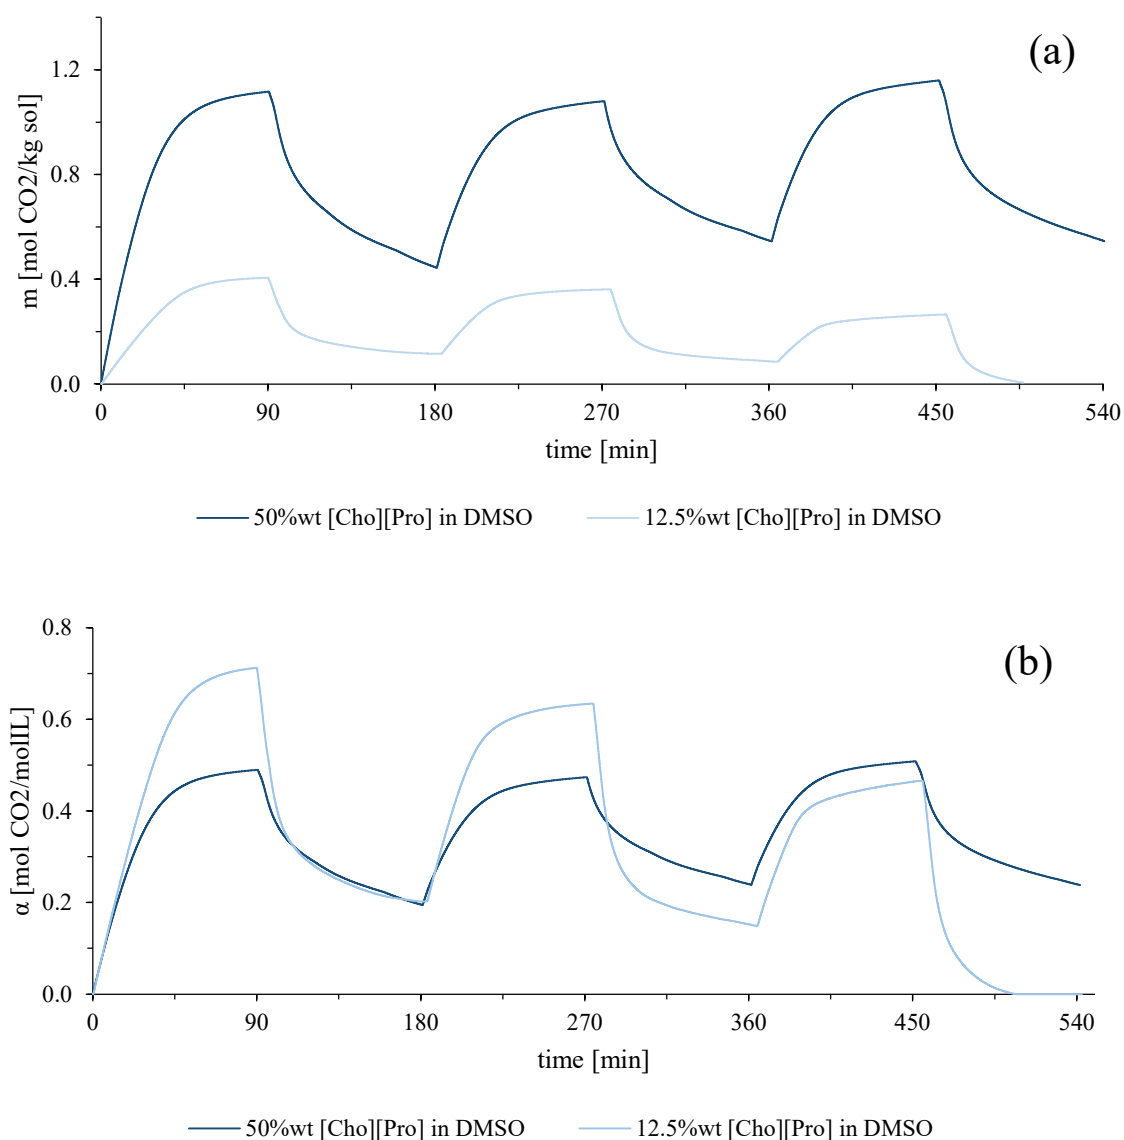 (a)
m [mol CO2/kg sol]
1.2
0.8
0.4
0.0
0 90 180 270 360 450 540
time [min]
50%wt [Cho][Pro] in DMSO 12.5%wt [Cho][Pro] in DMSO
(b)
α [mol CO2/molIL]
0.8
0.6
0.4
0.2
0.0
0 90 180 270 360 450 540
time [min]
50%wt [Cho][Pro] in DMSO 12.5%wt [Cho][Pro] in DMSO